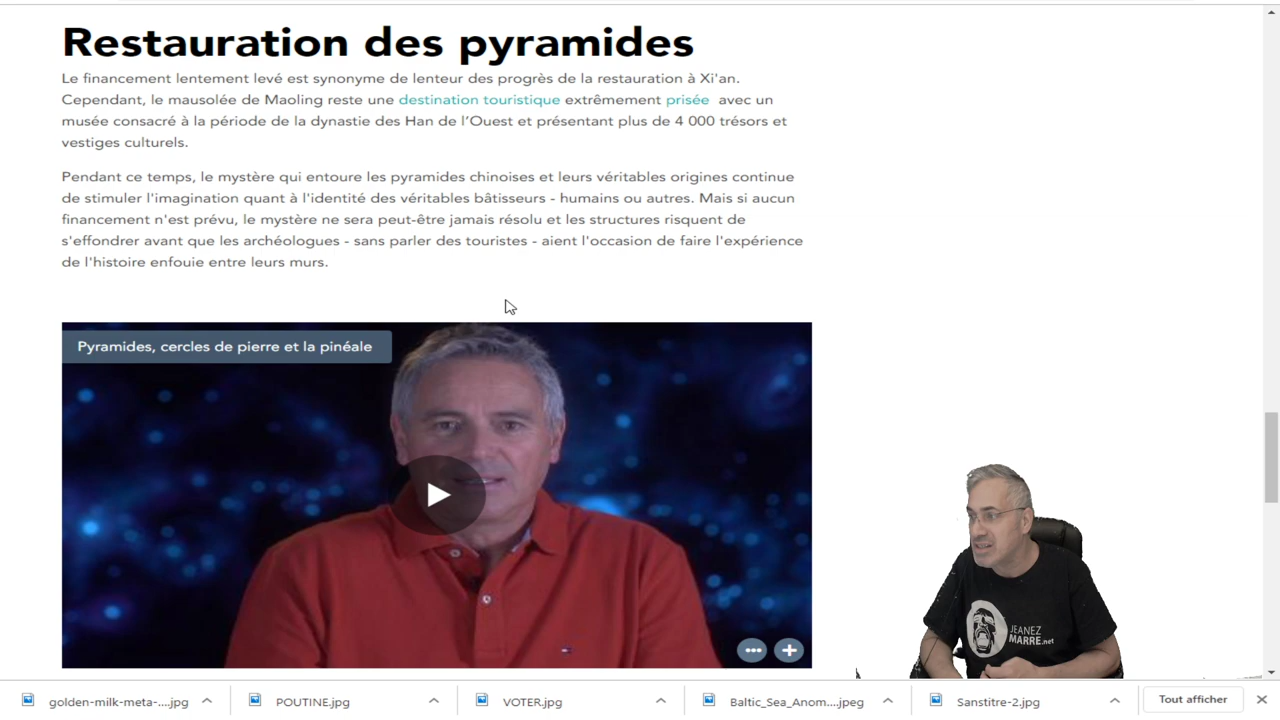 Restauration des pyramides
Le financement lentement levé est synonyme de lenteur des progrès de la restauration à Xi'an.
Cependant, le mausolée de Maoling reste une destination touristique extrêmement prisée avec un
musée consacré à la période de la dynastie des Han de l'Ouest et présentant plus de 4 000 trésors et
vestiges culturels.
Pendant ce temps, le mystère qui entoure les pyramides chinoises et leurs véritables origines continue
de stimuler l'imagination quant à l'identité des véritables bâtisseurs - humains ou autres. Mais si aucun
financement n'est prévu, le mystère ne sera peut-être jamais résolu et les structures risquent de
s'effondrer avant que les archéologues - sans parler des touristes - aient l'occasion de faire l'expérience
de l'histoire enfouie entre leurs murs.
Pyramides, cercles de pierre et la pinéale
JEANEZ
MARRE.net
golden-milk-meta-....jpg
POUTINE.jpg
VOTER.jpg
Baltic_Sea_Anom....jpeg
Sanstitre-2.jpg
Tout afficher